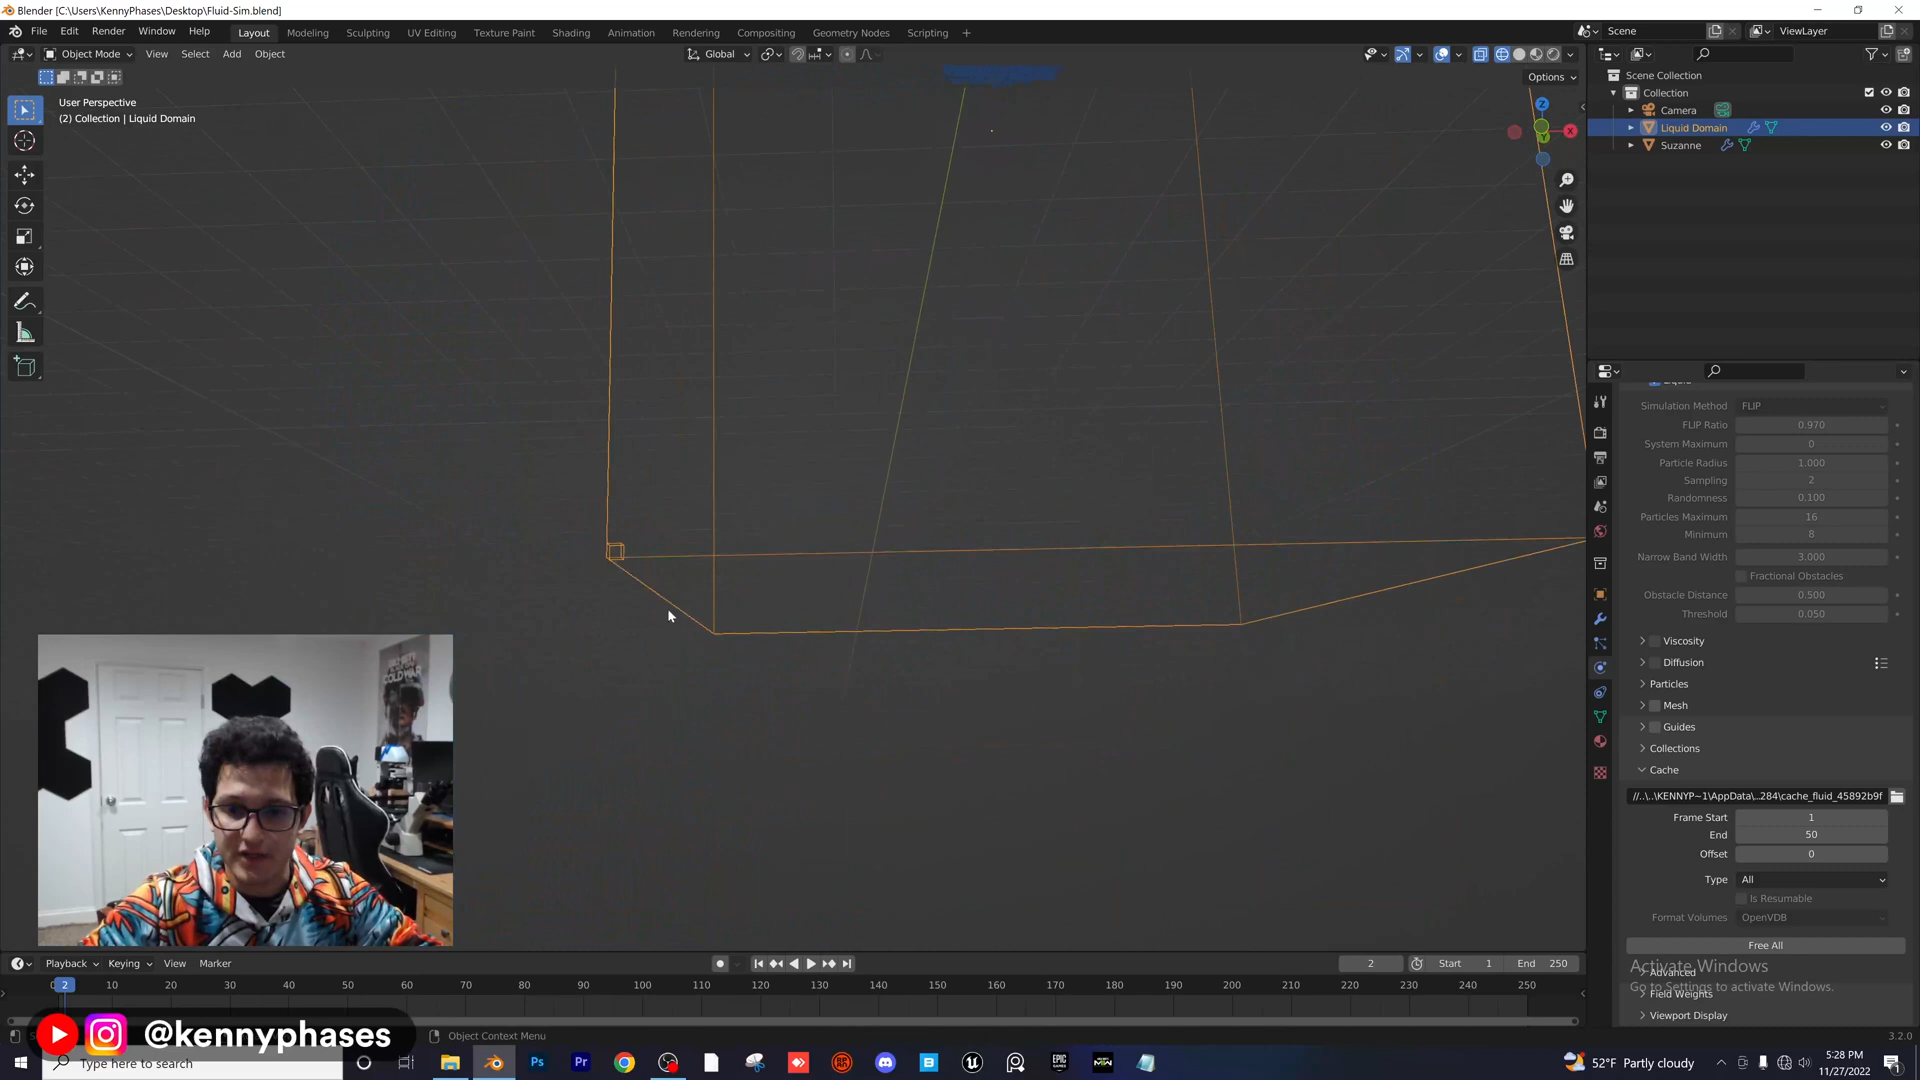 Blender [C:\Users\KennyPhases\Desktop\Fluid-Sim.blend]
File Edit Render Window Help
Layout Modeling Sculpting UV Editing Texture Paint Shading Animation Rendering Compositing Geometry Nodes Scripting +
Scene
ViewLayer
Object Mode View Select Add Object
Global
Options
User Perspective
(2) Collection | Liquid Domain
Z
X
Y
Scene Collection
Collection
Camera
Liquid Domain
Suzanne
Liquid
Simulation Method FLIP
FLIP Ratio 0.970
System Maximum 0
Particle Radius 1.000
Sampling 2
Randomness 0.100
Particles Maximum 16
Minimum 8
Narrow Band Width 3.000
Fractional Obstacles
Obstacle Distance 0.500
Threshold 0.050
Viscosity
Diffusion
Particles
Mesh
Guides
Collections
Cache
//..\..\KENNYP~1\AppData\...284\cache_fluid_45892b9f
Frame Start 1
End 50
Offset 0
Type All
Is Resumable
Format Volumes OpenVDB
Free All
Advanced
Field Weights
Viewport Display
Activate Windows
Go to Settings to activate Windows.
COLD WAR
Playback Keying View Marker
2 Start 1 End 250
0 2 10 20 30 40 50 60 70 80 90 100 110 120 130 140 150 160 170 180 190 200 210 220 230 240 250
Object Context Menu
3.2.0
@kennyphases
Type here to search
Ps
Pr
52°F Partly cloudy
5:28 PM
11/27/2022